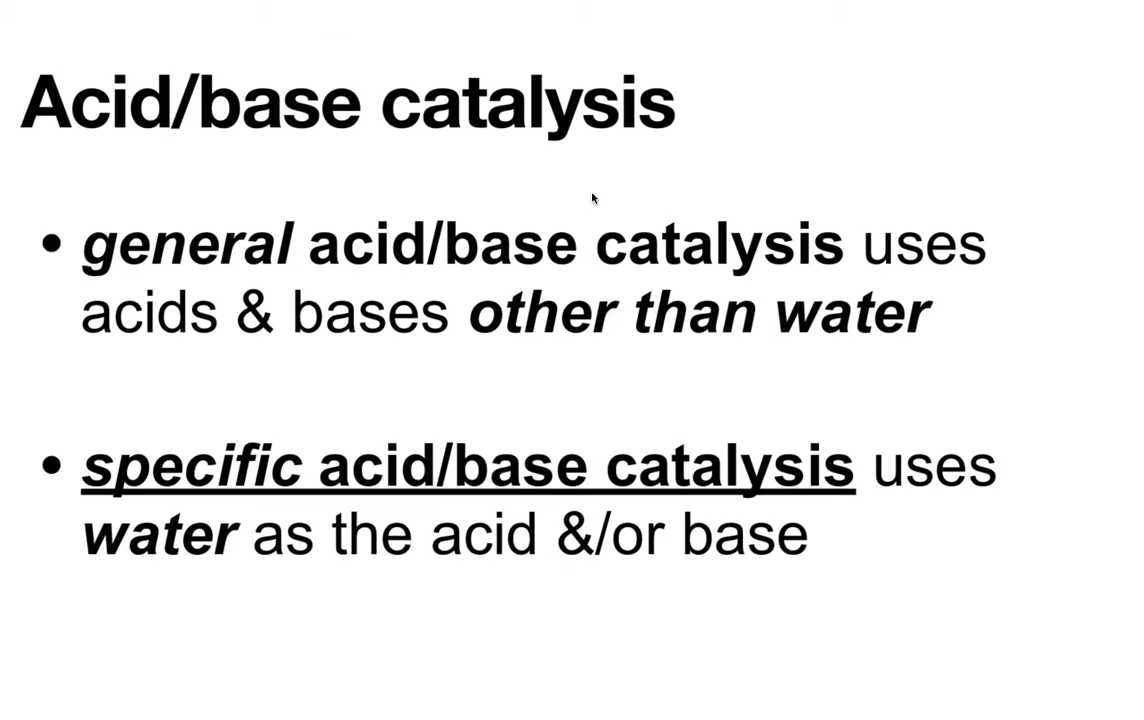 Acid/base catalysis
• general acid/base catalysis uses
acids & bases other than water
• specific acid/base catalysis uses
water as the acid &/or base